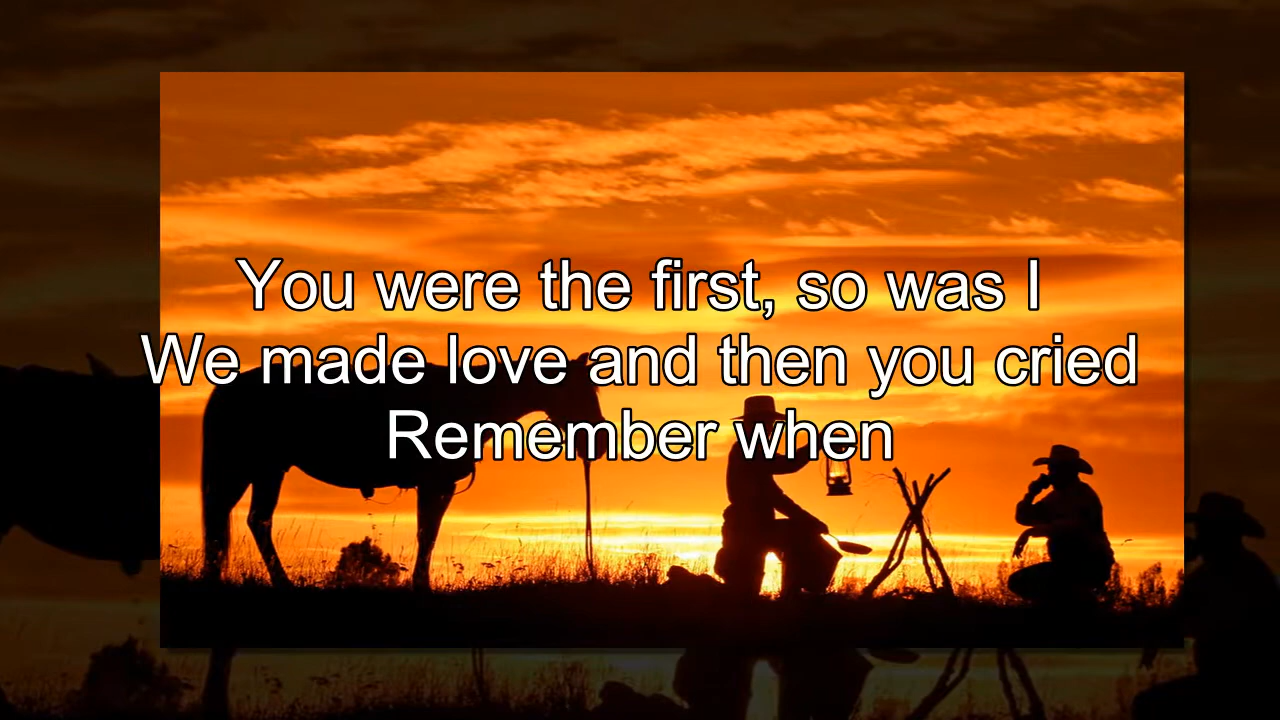 You were the first, so was I
We made love and then you cried
Remember when